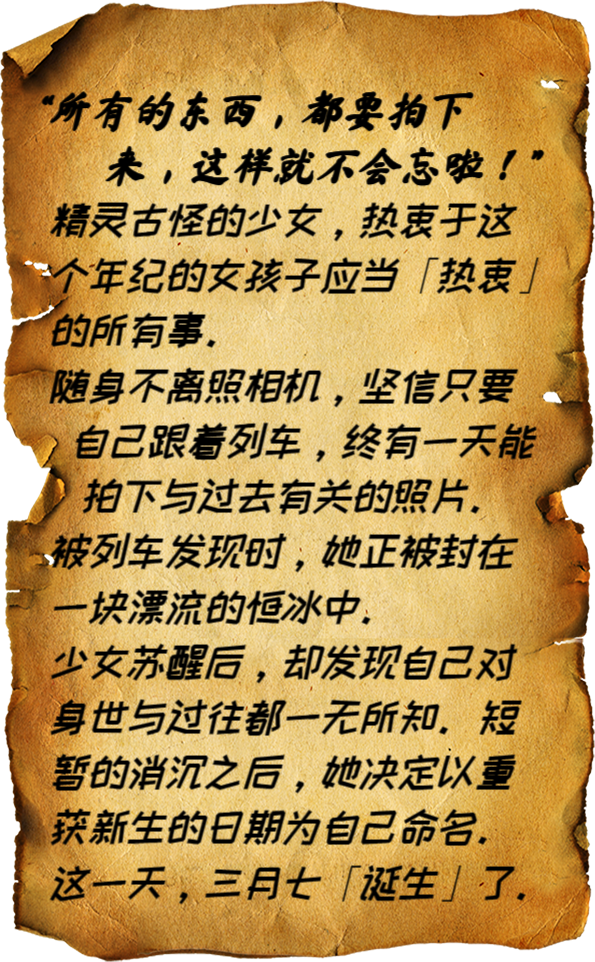 “所有的东西，都要拍下
来，这样就不会忘啦！”
精灵古怪的少女，热衷于这
个年纪的女孩子应当「热衷」
的所有事.
随身不离照相机，坚信只要
自己跟着列车，终有一天能
拍下与过去有关的照片.
被列车发现时，她正被封在
一块漂流的恒冰中.
少女苏醒后，却发现自己对
身世与过往都一无所知. 短
暂的消沉之后，她决定以重
获新生的日期为自己命名.
这一天，三月七「诞生」了.